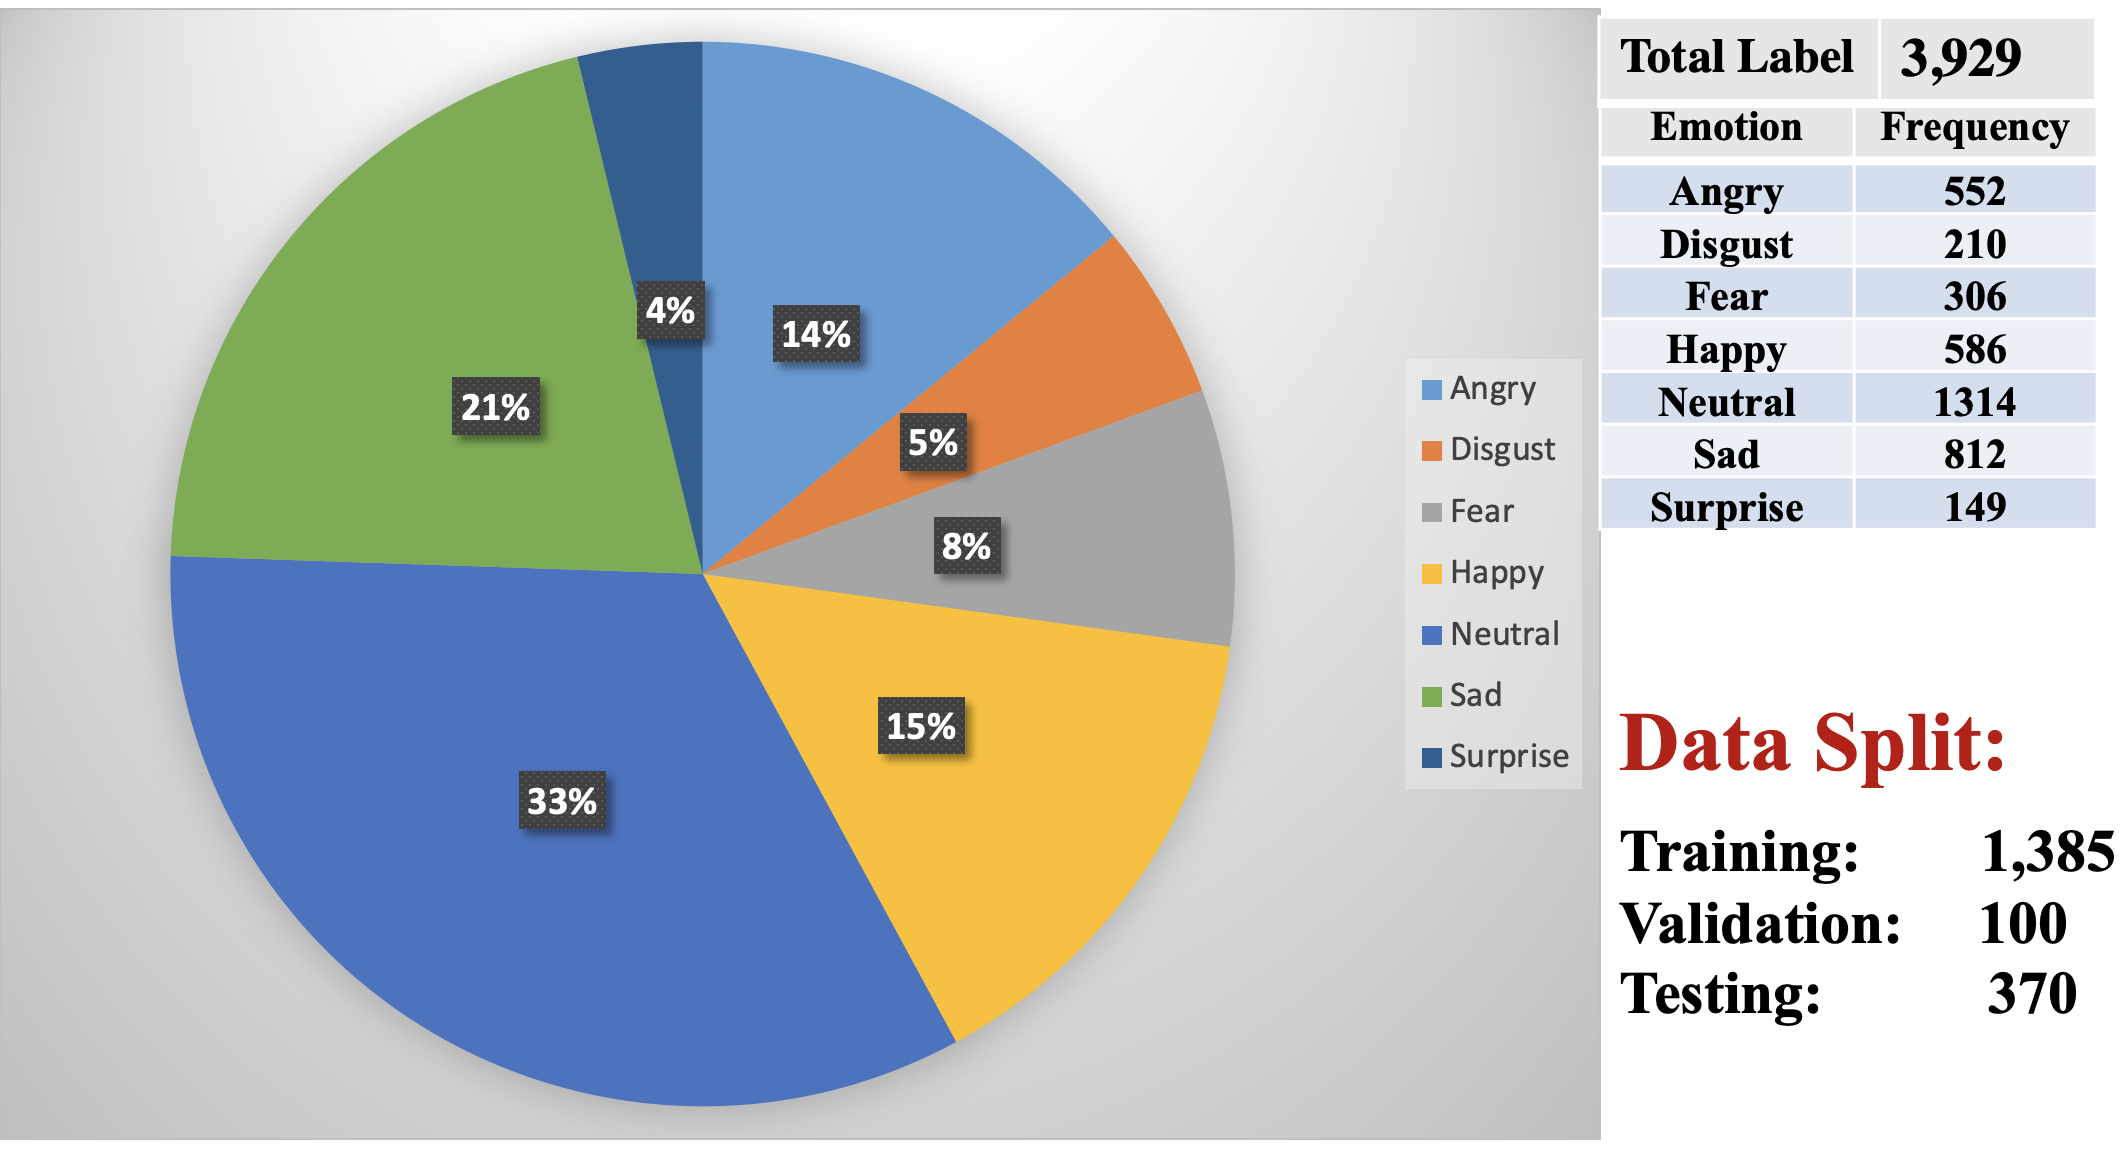 4%
14%
21%
5%
8%
15%
33%
Angry
Disgust
Fear
Happy
Neutral
Sad
Surprise
Total Label 3,929
Emotion Frequency
Angry 552
Disgust 210
Fear 306
Happy 586
Neutral 1314
Sad 812
Surprise 149
Data Split:
Training: 1,385
Validation: 100
Testing: 370